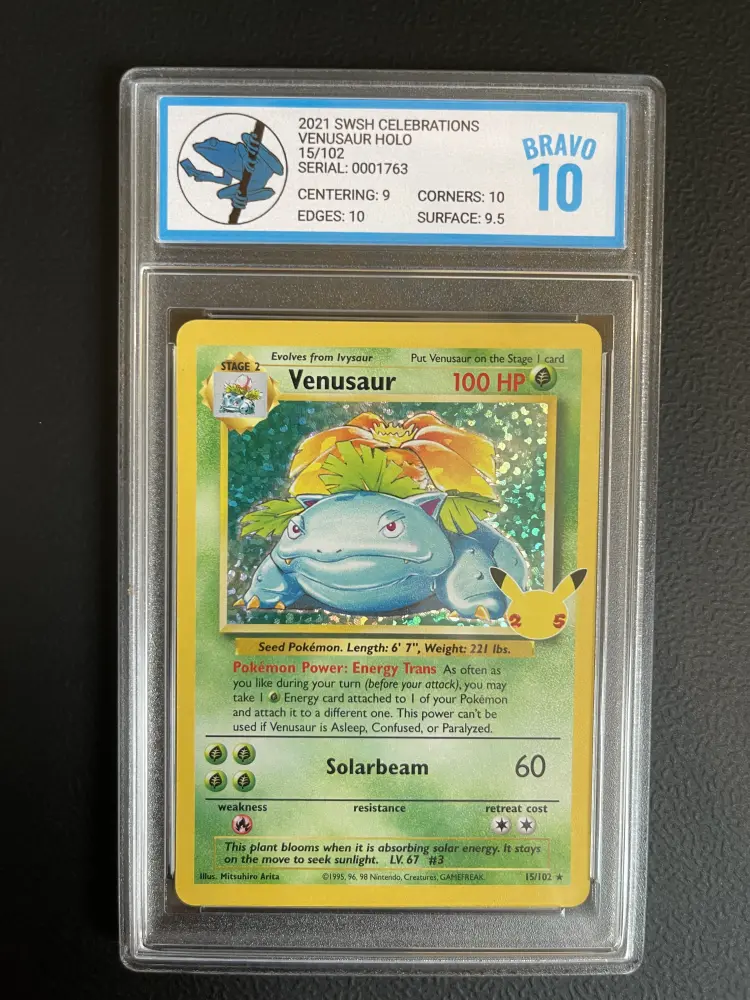 2021 SWSH CELEBRATIONS
VENUSAUR HOLO
15/102
SERIAL: 0001763
CENTERING: 9 CORNERS: 10
EDGES: 10 SURFACE: 9.5
BRAVO
10
Evolves from Ivysaur Put Venusaur on the Stage 1 card
STAGE 2
Venusaur 100 HP
25
Seed Pokémon. Length: 6' 7", Weight: 221 lbs.
Pokémon Power: Energy Trans As often as
you like during your turn (before your attack), you may
take 1 Energy card attached to 1 of your Pokémon
and attach it to a different one. This power can't be
used if Venusaur is Asleep, Confused, or Paralyzed.
Solarbeam 60
weakness resistance retreat cost
This plant blooms when it is absorbing solar energy. It stays
on the move to seek sunlight. LV. 67 #3
Illus. Mitsuhiro Arita ©1995, 96, 98 Nintendo, Creatures, GAMEFREAK. 15/102 ★